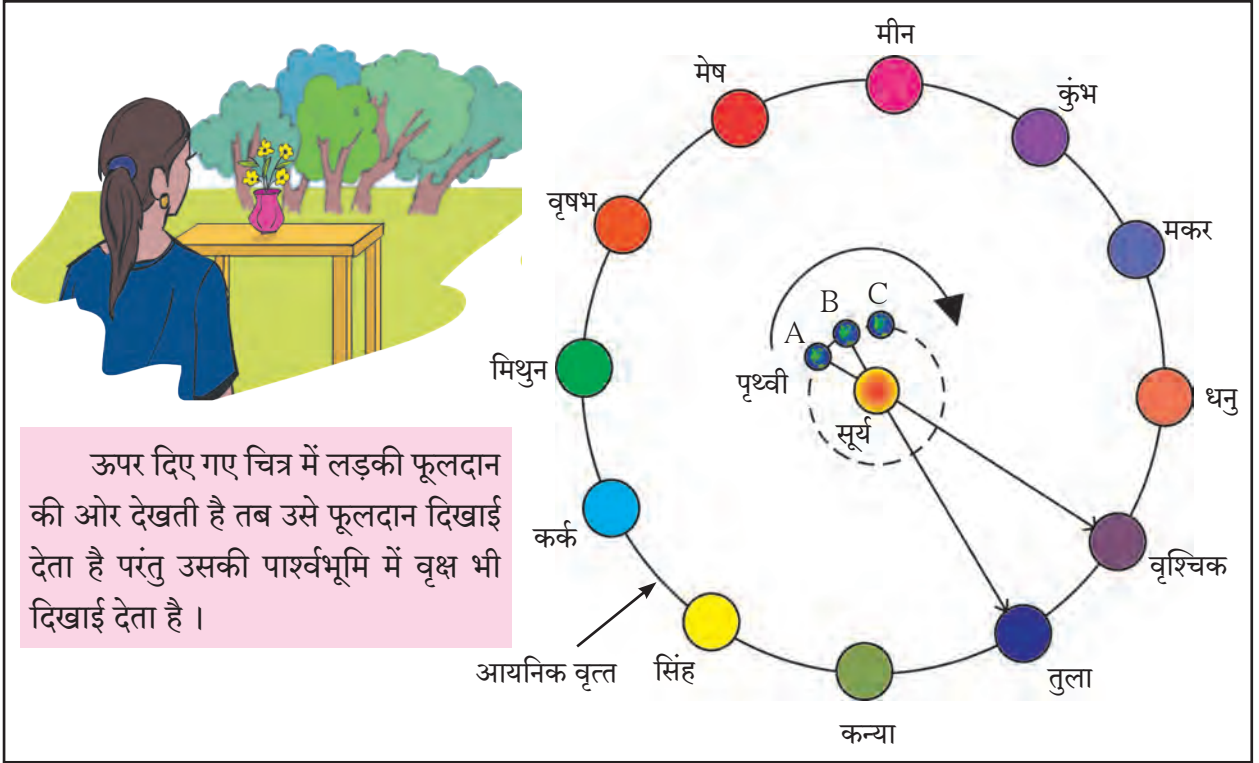 मीन
मेष
कुंभ
वृषभ
मकर
B
C
A
मिथुन
पृथ्वी
धनु
सूर्य
ऊपर दिए गए चित्र में लड़की फूलदान
की ओर देखती है तब उसे फूलदान दिखाई
देता है परंतु उसकी पार्श्वभूमि में वृक्ष भी
दिखाई देता है ।
कर्क
वृश्चिक
आयनिक वृत्त
सिंह
तुला
कन्या